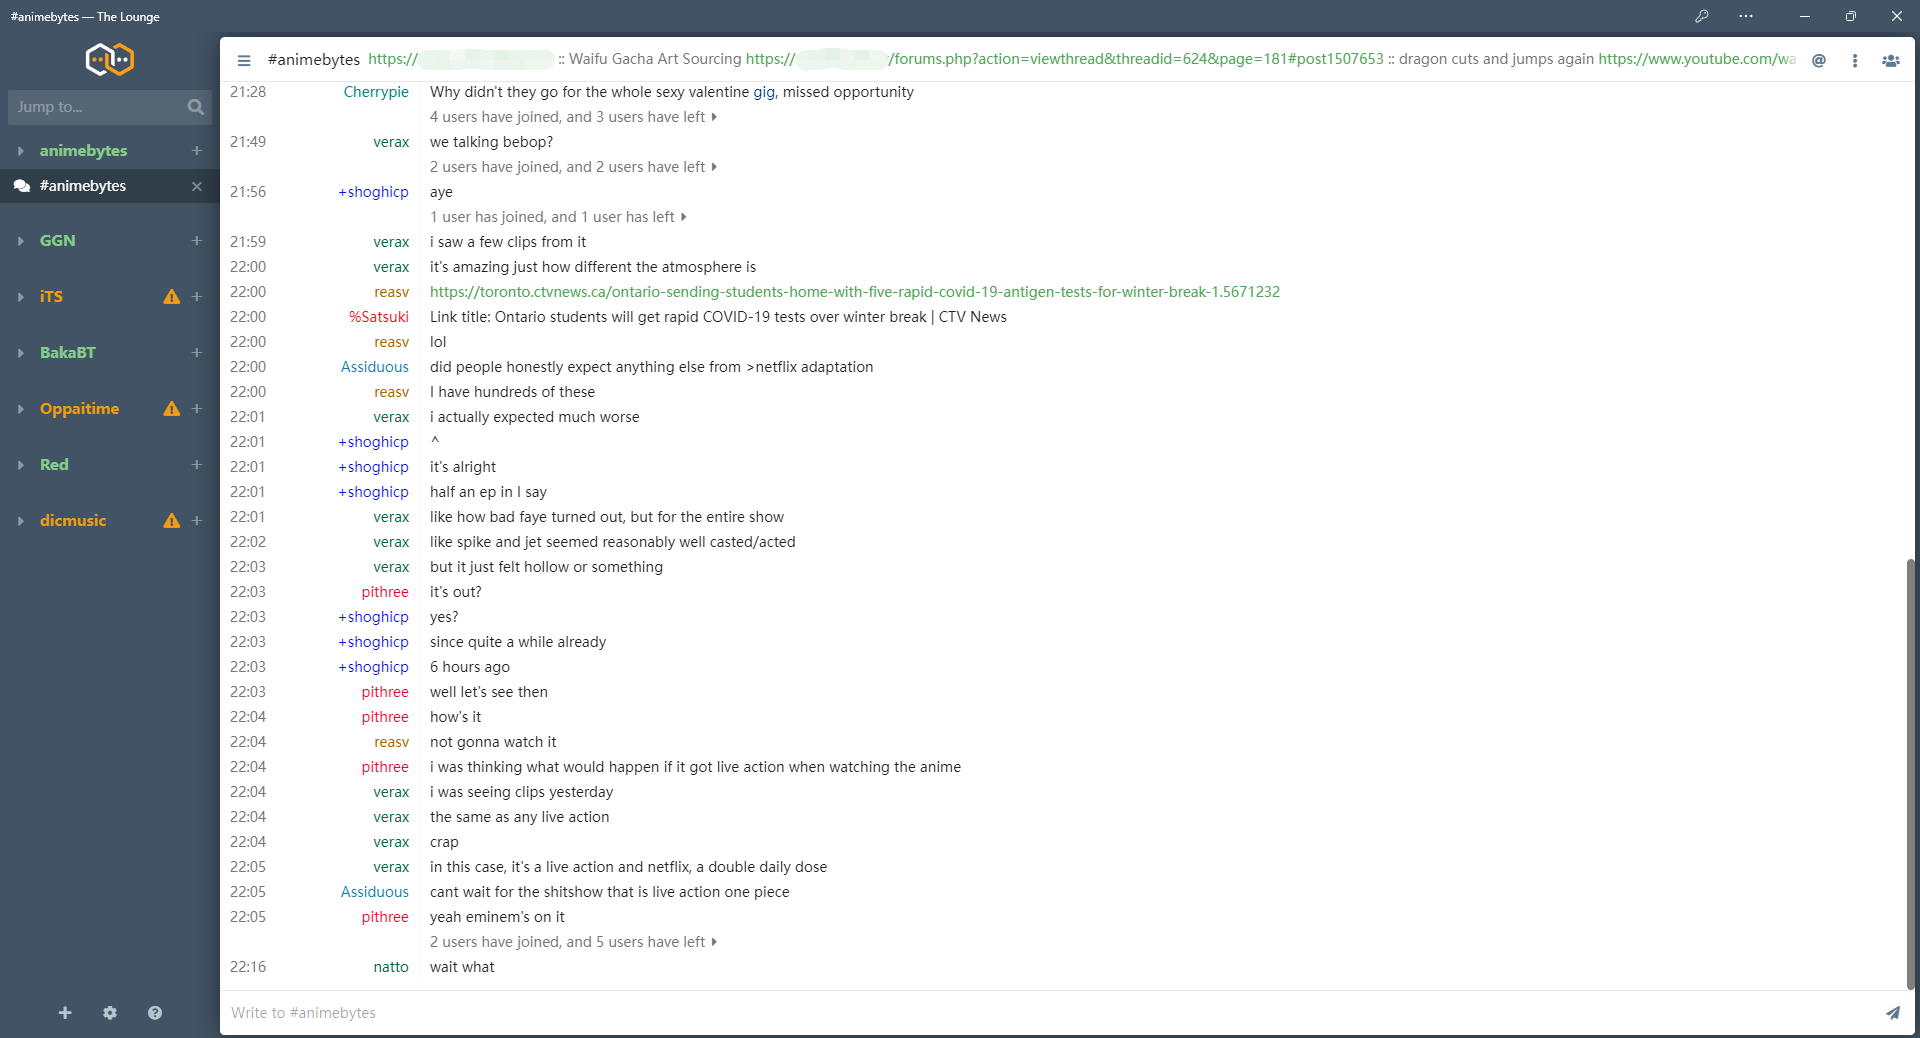 #animebytes — The Lounge
Jump to...
animebytes
#animebytes
GGN
iTS
BakaBT
Oppaitime
Red
dicmusic
#animebytes https:// :: Waifu Gacha Art Sourcing https:// /forums.php?action=viewthread&threadid=624&page=181#post1507653 :: dragon cuts and jumps again https://www.youtube.com/wa
21:28 Cherrypie Why didn't they go for the whole sexy valentine gig, missed opportunity
4 users have joined, and 3 users have left
21:49 verax we talking bebop?
2 users have joined, and 2 users have left
21:56 +shoghicp aye
1 user has joined, and 1 user has left
21:59 verax i saw a few clips from it
22:00 verax it's amazing just how different the atmosphere is
22:00 reasv https://toronto.ctvnews.ca/ontario-sending-students-home-with-five-rapid-covid-19-antigen-tests-for-winter-break-1.5671232
22:00 %Satsuki Link title: Ontario students will get rapid COVID-19 tests over winter break | CTV News
22:00 reasv lol
22:00 Assiduous did people honestly expect anything else from >netflix adaptation
22:00 reasv I have hundreds of these
22:01 verax i actually expected much worse
22:01 +shoghicp ^
22:01 +shoghicp it's alright
22:01 +shoghicp half an ep in I say
22:01 verax like how bad faye turned out, but for the entire show
22:02 verax like spike and jet seemed reasonably well casted/acted
22:03 verax but it just felt hollow or something
22:03 pithree it's out?
22:03 +shoghicp yes?
22:03 +shoghicp since quite a while already
22:03 +shoghicp 6 hours ago
22:03 pithree well let's see then
22:04 pithree how's it
22:04 reasv not gonna watch it
22:04 pithree i was thinking what would happen if it got live action when watching the anime
22:04 verax i was seeing clips yesterday
22:04 verax the same as any live action
22:04 verax crap
22:05 verax in this case, it's a live action and netflix, a double daily dose
22:05 Assiduous cant wait for the shitshow that is live action one piece
22:05 pithree yeah eminem's on it
2 users have joined, and 5 users have left
22:16 natto wait what
Write to #animebytes